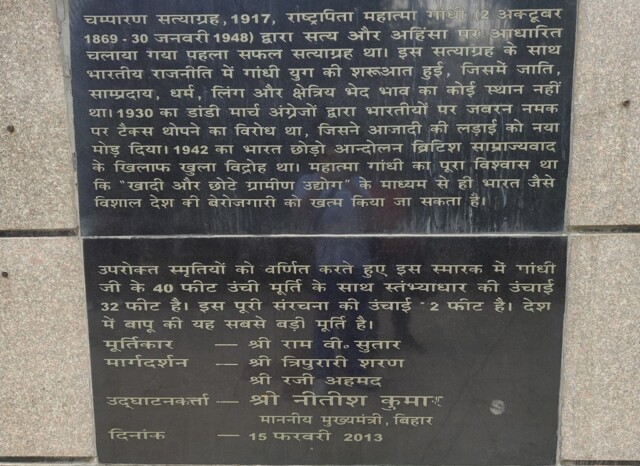 चम्पारण सत्याग्रह, 1917, राष्ट्रपिता महात्मा गांधी (2 अक्टूबर
1869 - 30 जनवरी 1948) द्वारा सत्य और अहिंसा पर आधारित
चलाया गया पहला सफल सत्याग्रह था। इस सत्याग्रह के साथ
भारतीय राजनीति में गांधी युग की शरूआत हुई, जिसमें जाति,
साम्प्रदाय, धर्म, लिंग और क्षेत्रिय भेद भाव का कोई स्थान नहीं
था। 1930 का डांडी मार्च अंग्रेजों द्वारा भारतीयों पर जबरन नमक
पर टैक्स थोपने का विरोध था, जिसने आजादी की लड़ाई को नया
मोड़ दिया। 1942 का भारत छोड़ो आन्दोलन ब्रिटिश साम्राज्यवाद
के खिलाफ खुला विद्रोह था। महात्मा गांधी का पूरा विश्वास था
कि "खादी और छोटे ग्रामीण उद्योग" के माध्यम से ही भारत जैसे
विशाल देश की बेरोजगारी को खत्म किया जा सकता है।
उपरोक्त स्मृतियों को वर्णित करते हुए इस स्मारक में गांधी
जी के 40 फीट उंची मूर्ति के साथ स्तंभ्याधार की उंचाई
32 फीट है। इस पूरी संरचना की उंचाई 2 फीट है। देश
में बापू की यह सबसे बड़ी मूर्ति है।
मूर्तिकार — श्री राम वी॰ सुतार
मार्गदर्शन — श्री त्रिपुरारी शरण
श्री रजी अहमद
उद्घाटनकर्त्ता — श्री नीतीश कुमार
माननीय मुख्यमंत्री, बिहार
दिनांक — 15 फरवरी 2013